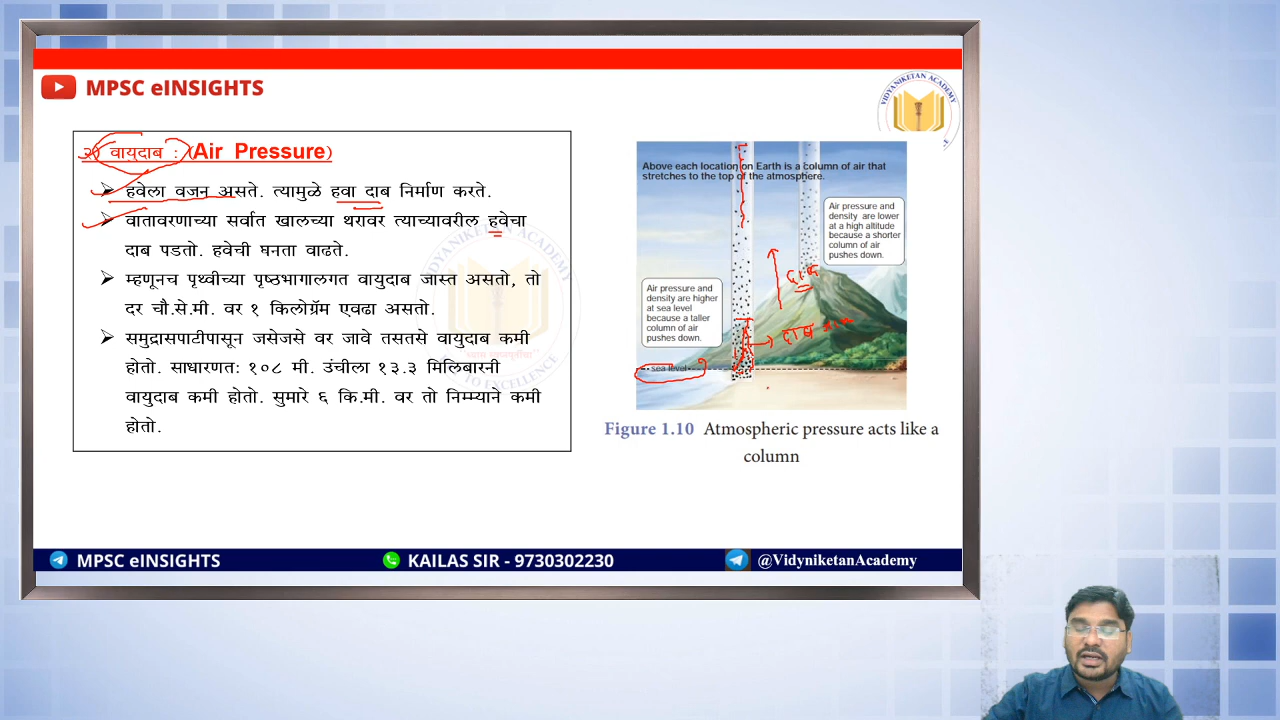 MPSC eINSIGHTS
VIDYANIKETAN ACADEMY
२) वायुदाब : (Air Pressure)
➢ हवेला वजन असते. त्यामुळे हवा दाब निर्माण करते.
➢ वातावरणाच्या सर्वात खालच्या थरावर त्याच्यावरील हवेचा
दाब पडतो. हवेची घनता वाढते.
➢ म्हणूनच पृथ्वीच्या पृष्ठभागालगत वायुदाब जास्त असतो, तो
दर चौ.से.मी. वर १ किलोग्रॅम एवढा असतो.
➢ समुद्रासपाटीपासून जसेजसे वर जावे तसतसे वायुदाब कमी
होतो. साधारणतः १०८ मी. उंचीला १३.३ मिलिबारनी
वायुदाब कमी होतो. सुमारे ६ कि.मी. वर तो निम्म्याने कमी
होतो.
Above each location on Earth is a column of air that
stretches to the top of the atmosphere.
Air pressure and
density are lower
at a high altitude
because a shorter
column of air
pushes down.
Air pressure and
density are higher
at sea level
because a taller
column of air
pushes down.
दाब
दाब
sea level
Figure 1.10 Atmospheric pressure acts like a
column
MPSC eINSIGHTS
KAILAS SIR - 9730302230
@VidyniketanAcademy